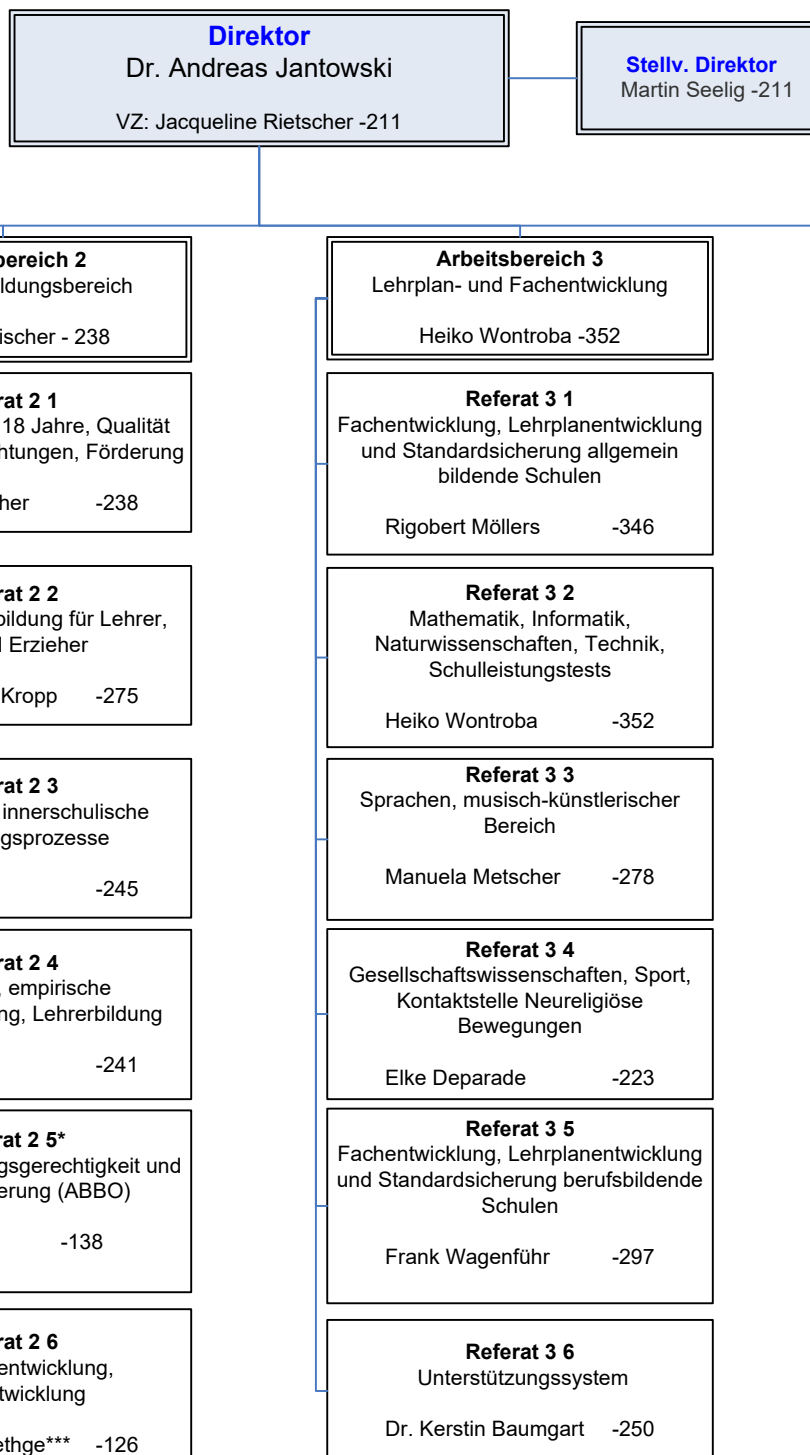 Direktor
Dr. Andreas Jantowski
VZ: Jacqueline Rietscher -211
Stellv. Direktor
Martin Seelig -211
bereich 2
ldungsbereich
ischer - 238
rat 2 1
18 Jahre, Qualität
htungen, Förderung
her -238
rat 2 2
bildung für Lehrer,
Erzieher
Kropp -275
rat 2 3
innerschulische
gsprozesse
-245
rat 2 4
, empirische
ng, Lehrerbildung
-241
rat 2 5*
gsgerechtigkeit und
erung (ABBO)
-138
rat 2 6
entwicklung,
twicklung
ethge*** -126
Arbeitsbereich 3
Lehrplan- und Fachentwicklung
Heiko Wontroba -352
Referat 3 1
Fachentwicklung, Lehrplanentwicklung
und Standardsicherung allgemein
bildende Schulen
Rigobert Möllers -346
Referat 3 2
Mathematik, Informatik,
Naturwissenschaften, Technik,
Schulleistungstests
Heiko Wontroba -352
Referat 3 3
Sprachen, musisch-künstlerischer
Bereich
Manuela Metscher -278
Referat 3 4
Gesellschaftswissenschaften, Sport,
Kontaktstelle Neureligiöse
Bewegungen
Elke Deparade -223
Referat 3 5
Fachentwicklung, Lehrplanentwicklung
und Standardsicherung berufsbildende
Schulen
Frank Wagenführ -297
Referat 3 6
Unterstützungssystem
Dr. Kerstin Baumgart -250